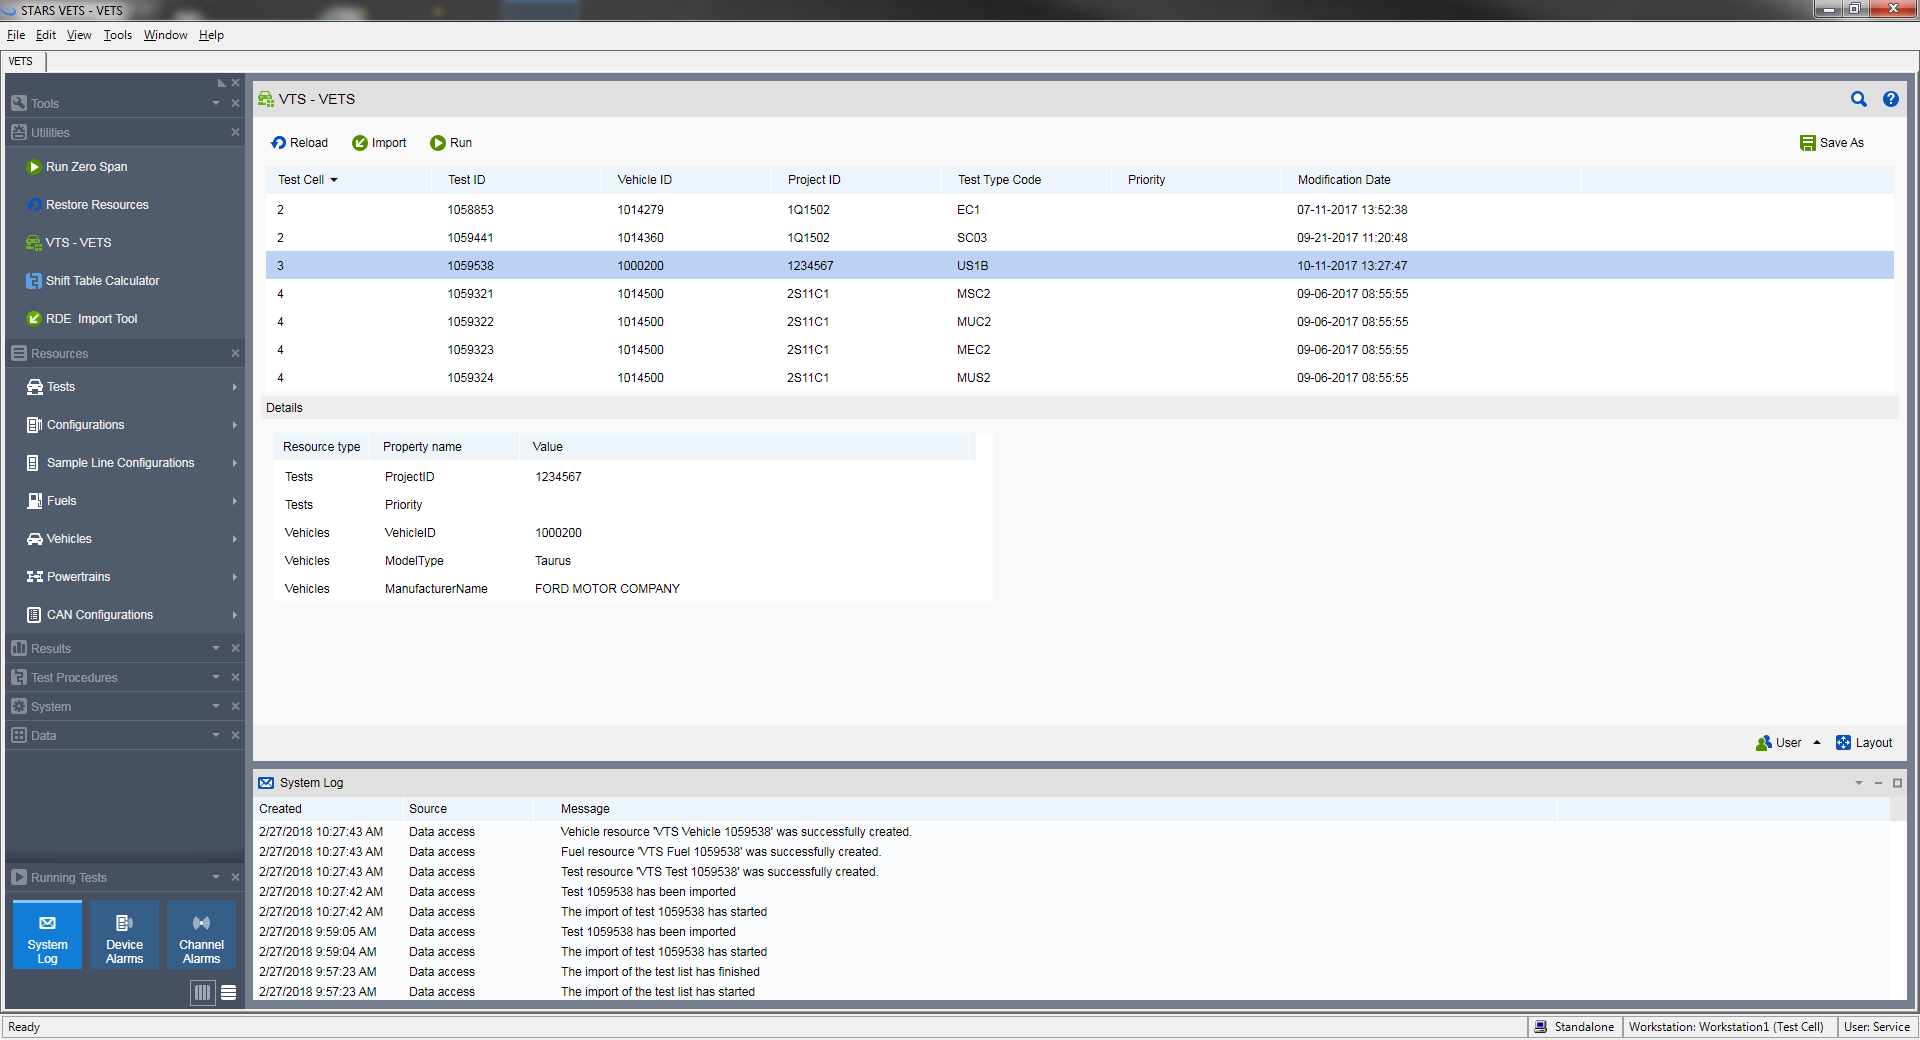 STARS VETS - VETS
File Edit View Tools Window Help
VETS
Tools
Utilities
Run Zero Span
Restore Resources
VTS - VETS
Shift Table Calculator
RDE Import Tool
Resources
Tests
Configurations
Sample Line Configurations
Fuels
Vehicles
Powertrains
CAN Configurations
Results
Test Procedures
System
Data
Running Tests
System Log
Device Alarms
Channel Alarms
VTS - VETS
Reload Import Run Save As
Test Cell Test ID Vehicle ID Project ID Test Type Code Priority Modification Date
2 1058853 1014279 1Q1502 EC1 07-11-2017 13:52:38
2 1059441 1014360 1Q1502 SC03 09-21-2017 11:20:48
3 1059538 1000200 1234567 US1B 10-11-2017 13:27:47
4 1059321 1014500 2S11C1 MSC2 09-06-2017 08:55:55
4 1059322 1014500 2S11C1 MUC2 09-06-2017 08:55:55
4 1059323 1014500 2S11C1 MEC2 09-06-2017 08:55:55
4 1059324 1014500 2S11C1 MUS2 09-06-2017 08:55:55
Details
Resource type Property name Value
Tests ProjectID 1234567
Tests Priority
Vehicles VehicleID 1000200
Vehicles ModelType Taurus
Vehicles ManufacturerName FORD MOTOR COMPANY
User Layout
System Log
Created Source Message
2/27/2018 10:27:43 AM Data access Vehicle resource 'VTS Vehicle 1059538' was successfully created.
2/27/2018 10:27:43 AM Data access Fuel resource 'VTS Fuel 1059538' was successfully created.
2/27/2018 10:27:43 AM Data access Test resource 'VTS Test 1059538' was successfully created.
2/27/2018 10:27:42 AM Data access Test 1059538 has been imported
2/27/2018 10:27:42 AM Data access The import of test 1059538 has started
2/27/2018 9:59:05 AM Data access Test 1059538 has been imported
2/27/2018 9:59:04 AM Data access The import of test 1059538 has started
2/27/2018 9:57:23 AM Data access The import of the test list has finished
2/27/2018 9:57:23 AM Data access The import of the test list has started
Ready Standalone Workstation: Workstation1 (Test Cell) User: Service